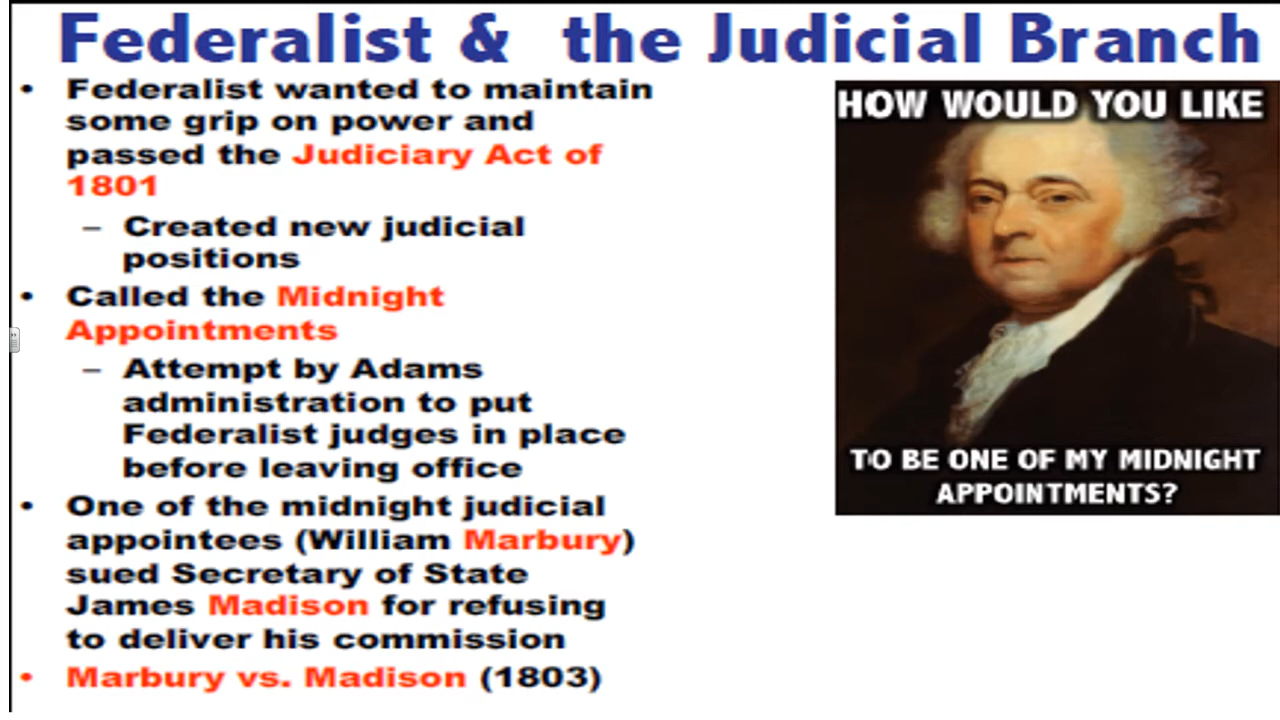 Federalist & the Judicial Branch
• Federalist wanted to maintain
some grip on power and
passed the Judiciary Act of
1801
– Created new judicial
positions
• Called the Midnight
Appointments
– Attempt by Adams
administration to put
Federalist judges in place
before leaving office
• One of the midnight judicial
appointees (William Marbury)
sued Secretary of State
James Madison for refusing
to deliver his commission
• Marbury vs. Madison (1803)
HOW WOULD YOU LIKE
TO BE ONE OF MY MIDNIGHT
APPOINTMENTS?